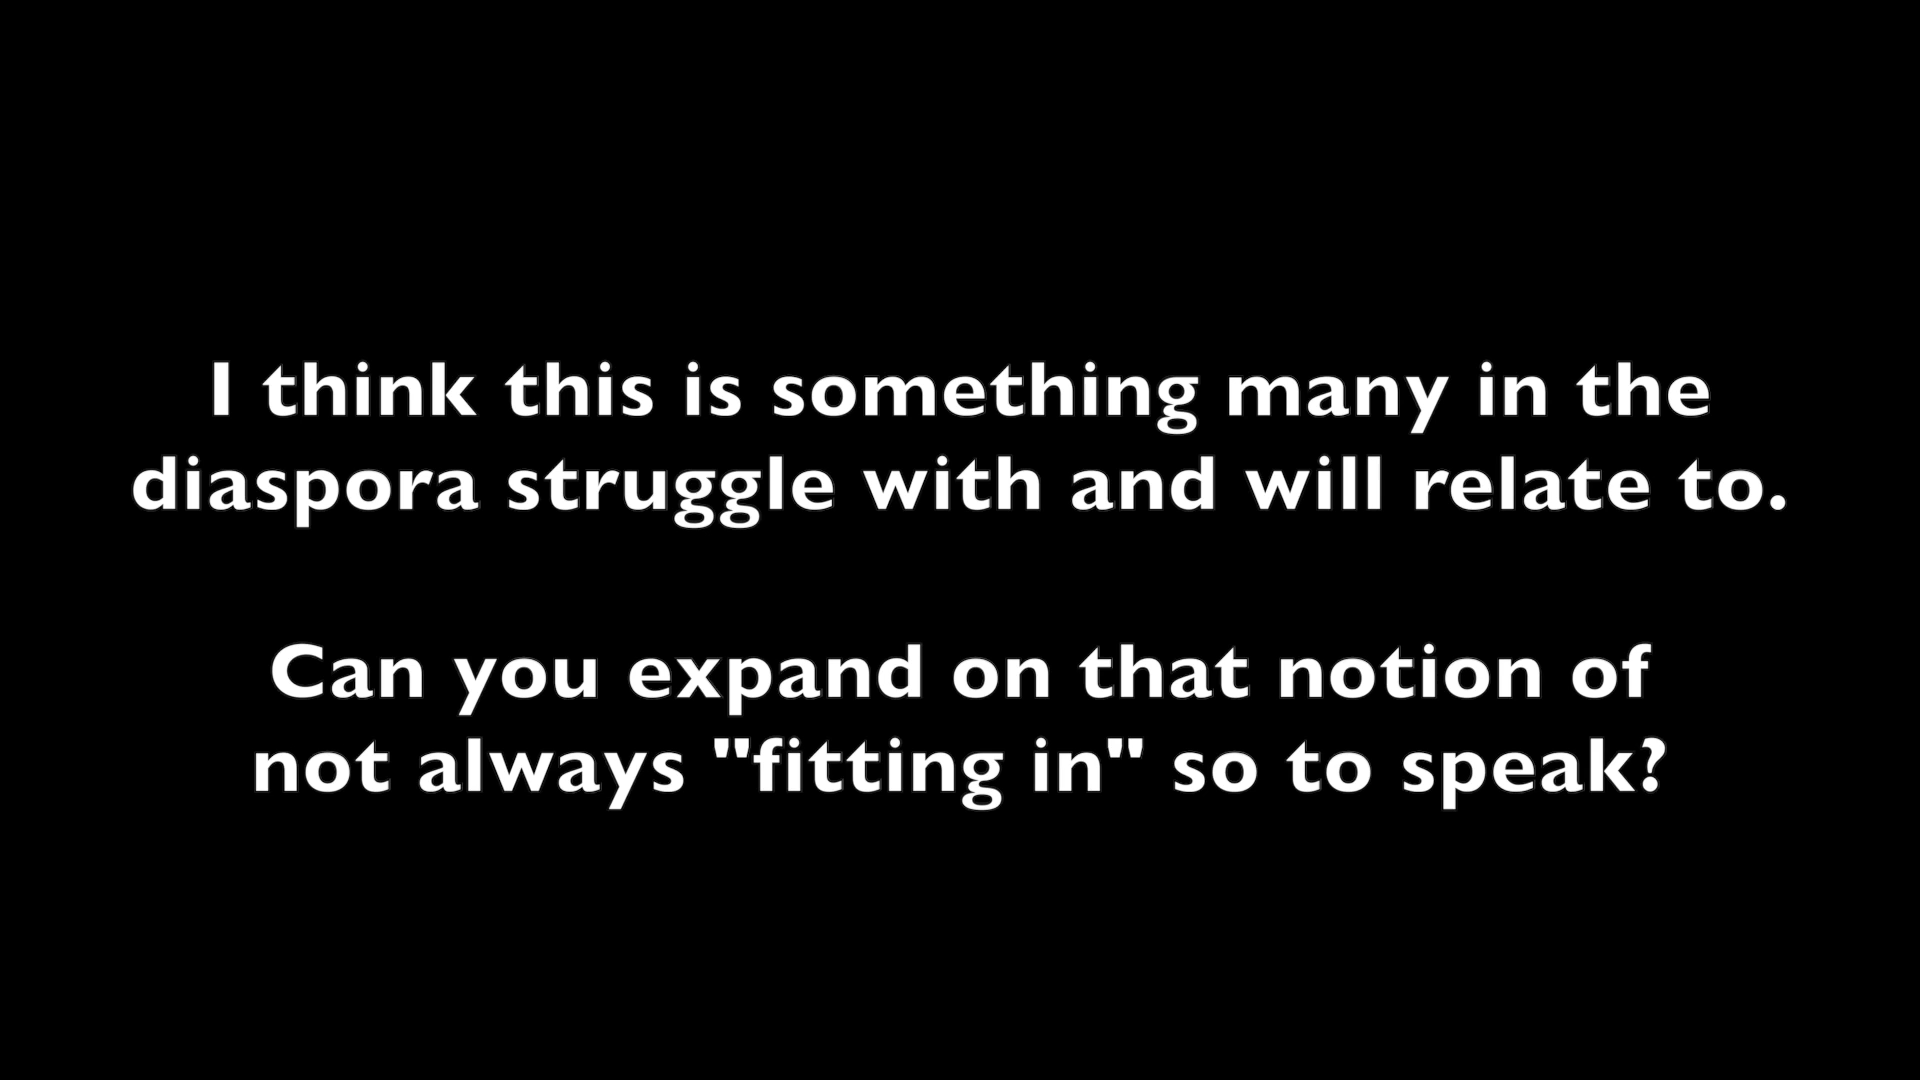 I think this is something many in the
diaspora struggle with and will relate to.
Can you expand on that notion of
not always "fitting in" so to speak?